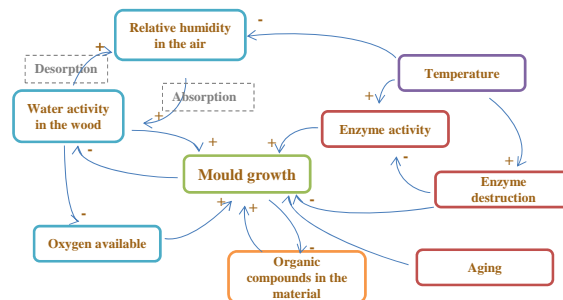 Relative humidity
in the air
-
+
Desorption
Temperature
Water activity
in the wood
Absorption
+
+
+
Enzyme activity
+
+
-
-
Mould growth
+
Enzyme
destruction
-
+
-
+
-
Oxygen available
-
Organic
compounds in the
material
Aging